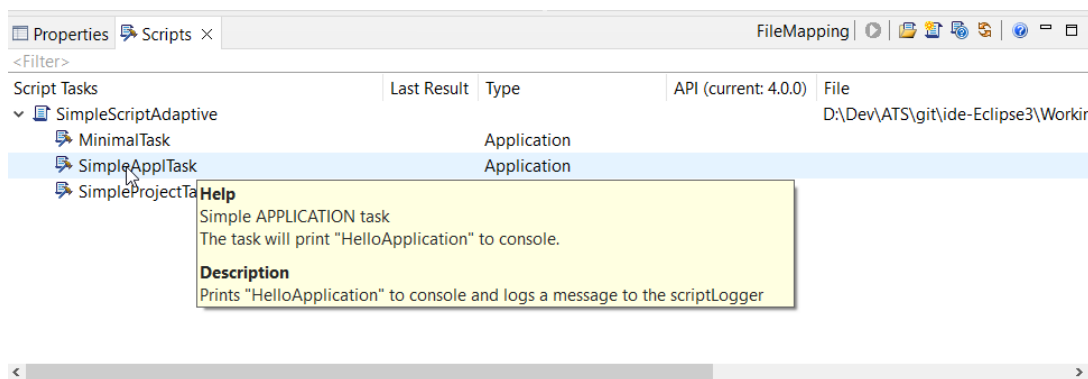 Properties Scripts FileMapping
<Filter>
Script Tasks Last Result Type API (current: 4.0.0) File
SimpleScriptAdaptive D:\Dev\ATS\git\ide-Eclipse3\Workin
MinimalTask Application
SimpleApplTask Application
SimpleProjectTa
Help
Simple APPLICATION task
The task will print "HelloApplication" to console.
Description
Prints "HelloApplication" to console and logs a message to the scriptLogger